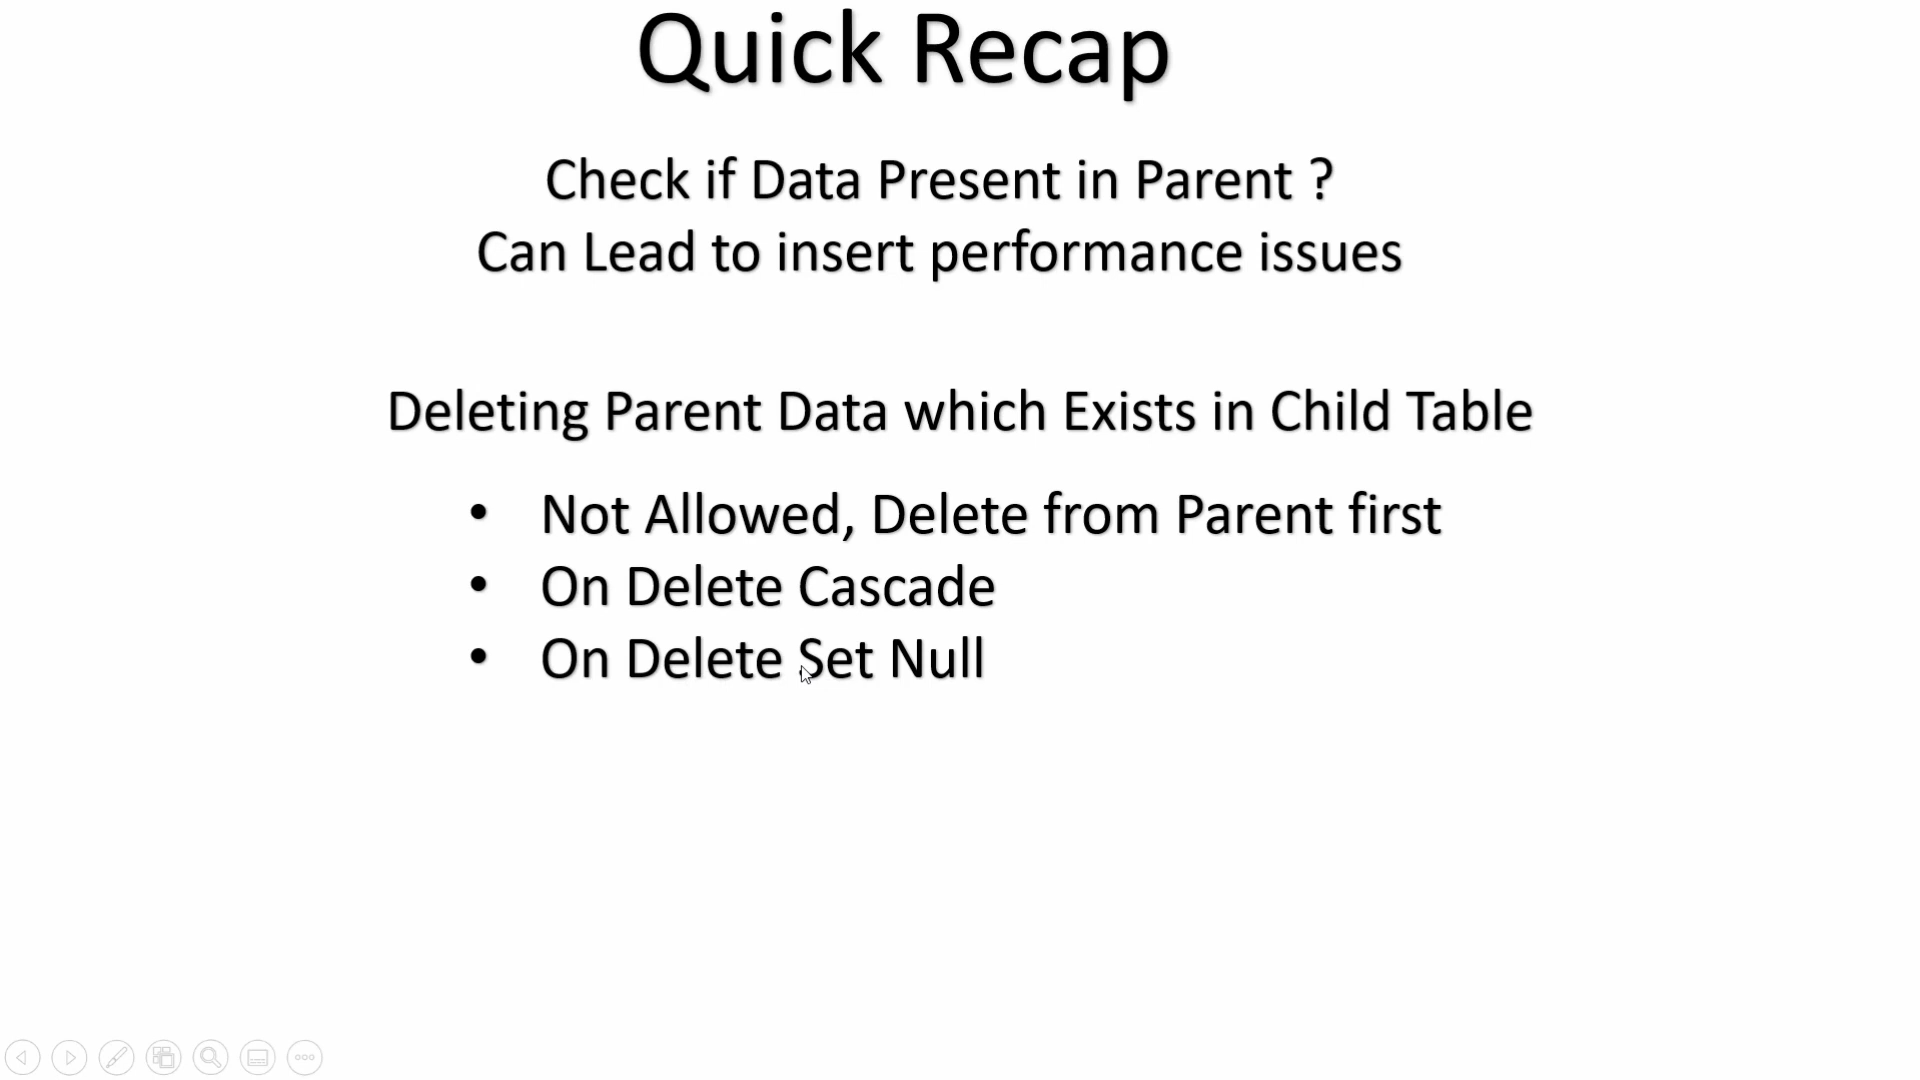 Quick Recap
Check if Data Present in Parent ?
Can Lead to insert performance issues
Deleting Parent Data which Exists in Child Table
• Not Allowed, Delete from Parent first
• On Delete Cascade
• On Delete Set Null